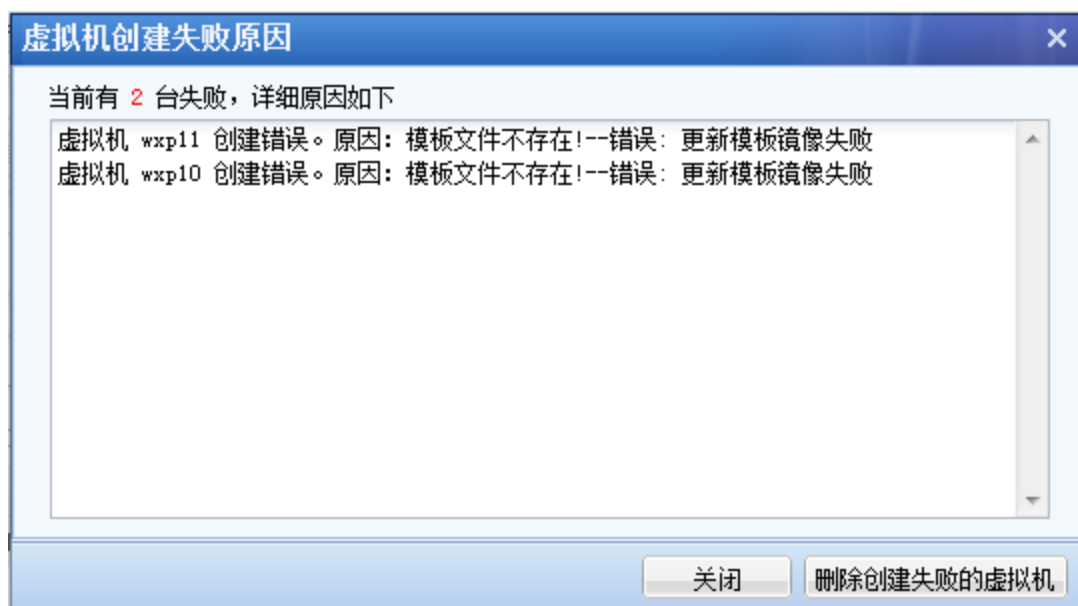 虚拟机创建失败原因
当前有 2 台失败，详细原因如下
虚拟机 wxp11 创建错误。原因：模板文件不存在!--错误：更新模板镜像失败
虚拟机 wxp10 创建错误。原因：模板文件不存在!--错误：更新模板镜像失败
关闭
删除创建失败的虚拟机